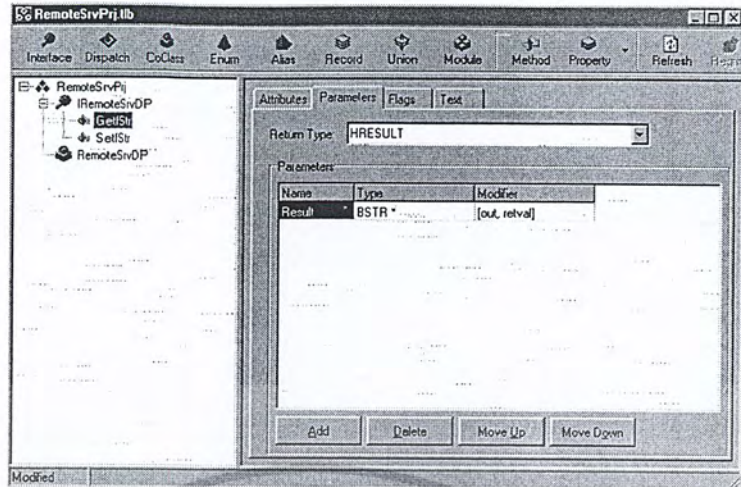 RemoteSrvPrj.tlb
Interface Dispatch CoClass Enum Alias Record Union Module Method Property Refresh
RemoteSrvPrj
IRemoteSrvDP
GetIStr
SetIStr
RemoteSrvDP
Attributes Parameters Flags Text
Return Type: HRESULT
Parameters
Name Type Modifier
Result BSTR * [out, retval]
Add Delete Move Up Move Down
Modified